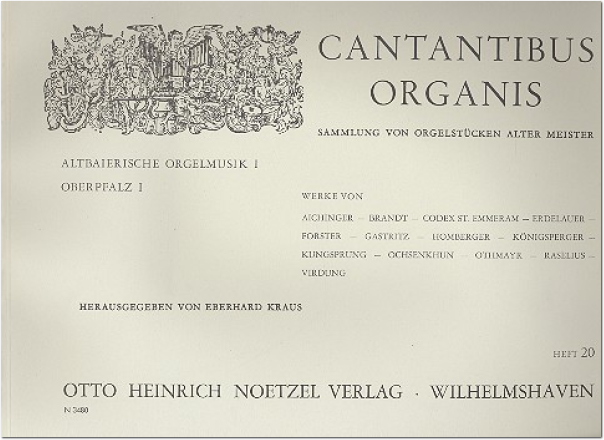 CANTANTIBUS
ORGANIS
SAMMLUNG VON ORGELSTÜCKEN ALTER MEISTER
ALTBAIERISCHE ORGELMUSIK I
OBERPFALZ I
WERKE VON
AICHINGER – BRANDT – CODEX ST. EMMERAM – ERDELAUER –
FORSTER – GASTRITZ – HOMBERGER – KÖNIGSPERGER –
KUNGSPRUNG – OCHSENKHUN – OTHMAYR – RASELIUS –
VIRDUNG
HERAUSGEGEBEN VON EBERHARD KRAUS
HEFT 20
OTTO HEINRICH NOETZEL VERLAG · WILHELMSHAVEN
N 3480